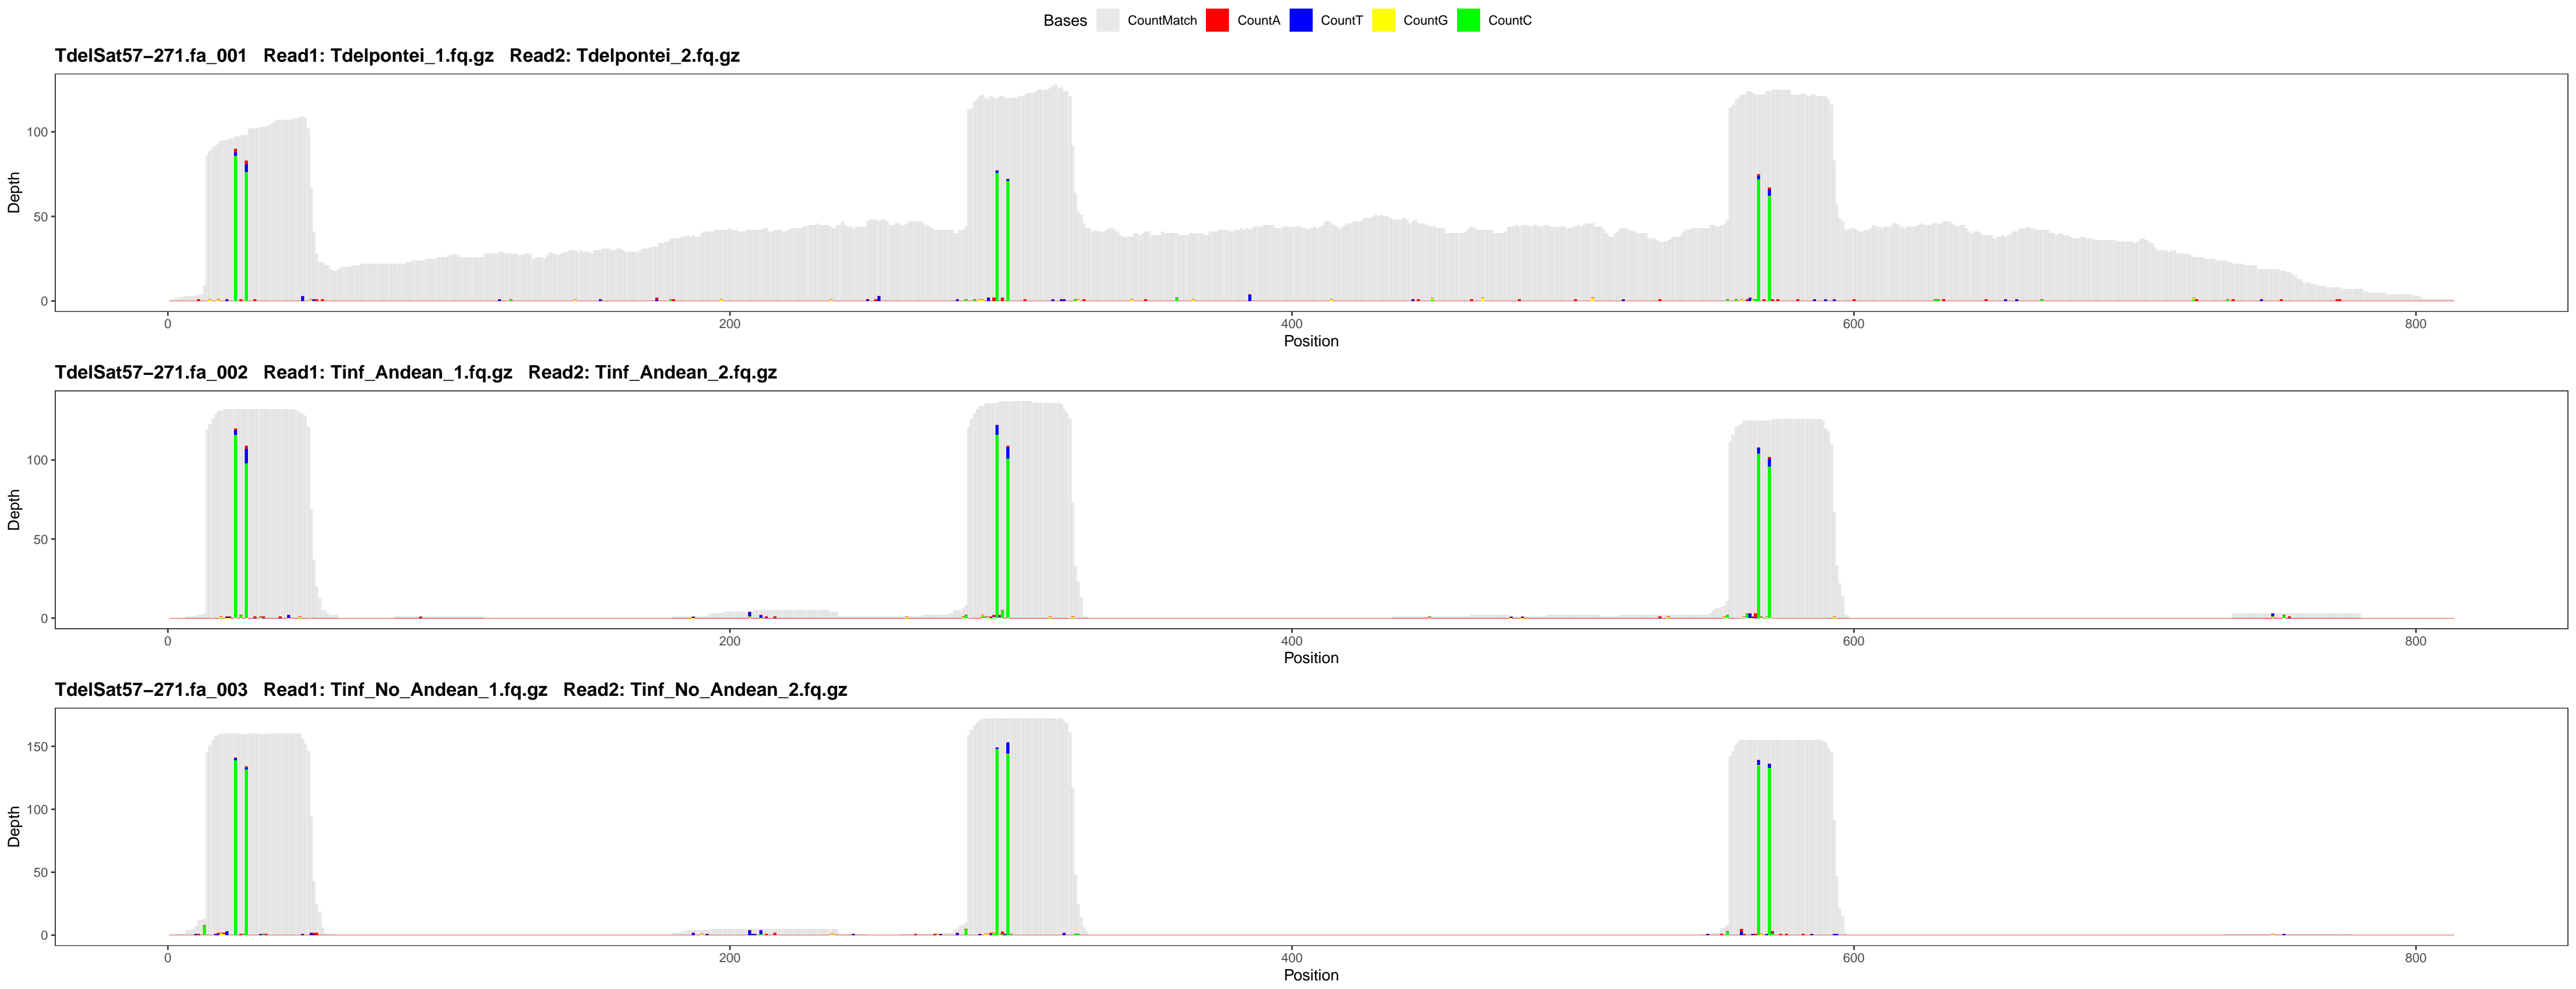 Bases CountMatch CountA CountT CountG CountC
TdelSat57−271.fa_001 Read1: Tdelpontei_1.fq.gz Read2: Tdelpontei_2.fq.gz
100
50
0
Depth
0 200 400 600 800
Position
TdelSat57−271.fa_002 Read1: Tinf_Andean_1.fq.gz Read2: Tinf_Andean_2.fq.gz
100
50
0
Depth
0 200 400 600 800
Position
TdelSat57−271.fa_003 Read1: Tinf_No_Andean_1.fq.gz Read2: Tinf_No_Andean_2.fq.gz
150
100
50
0
Depth
0 200 400 600 800
Position